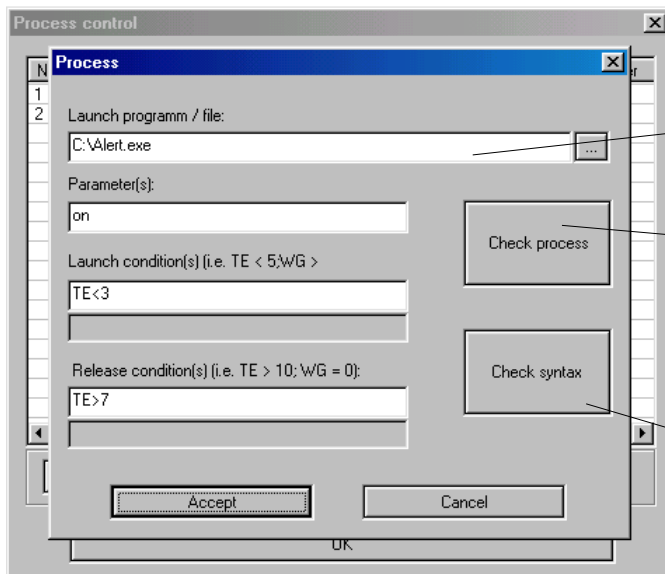 Process control
N
er
1
2
Process
Launch programm / file:
C:\Alert.exe
...
Parameter(s):
on
Check process
Launch condition(s) (i.e. TE < 5;WG >
TE<3
Release condition(s) (i.e. TE > 10; WG = 0):
Check syntax
TE>7
Accept
Cancel
OK